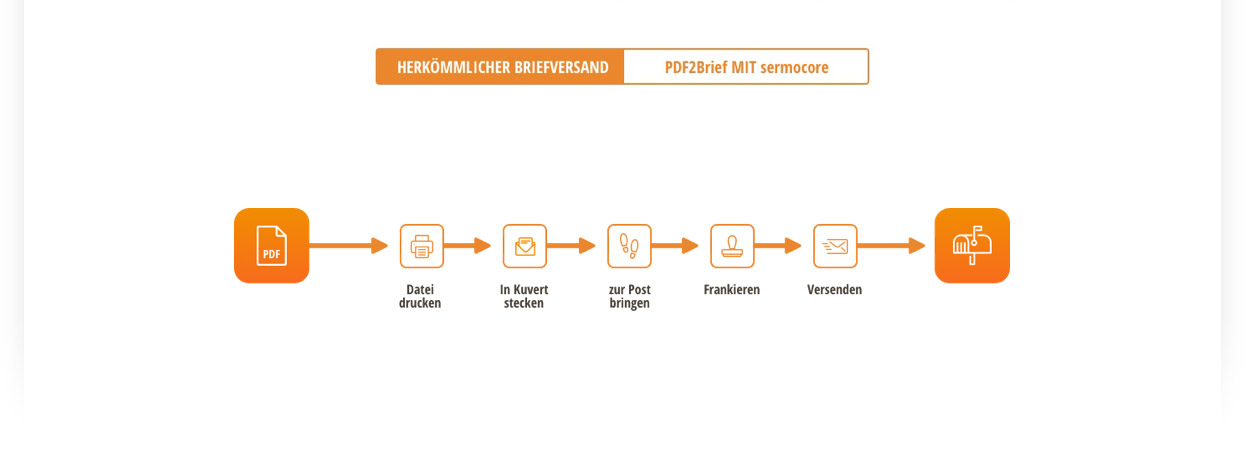 HERKÖMMLICHER BRIEFVERSAND
PDF2Brief MIT sermocore
PDF
Datei
drucken
In Kuvert
stecken
zur Post
bringen
Frankieren
Versenden